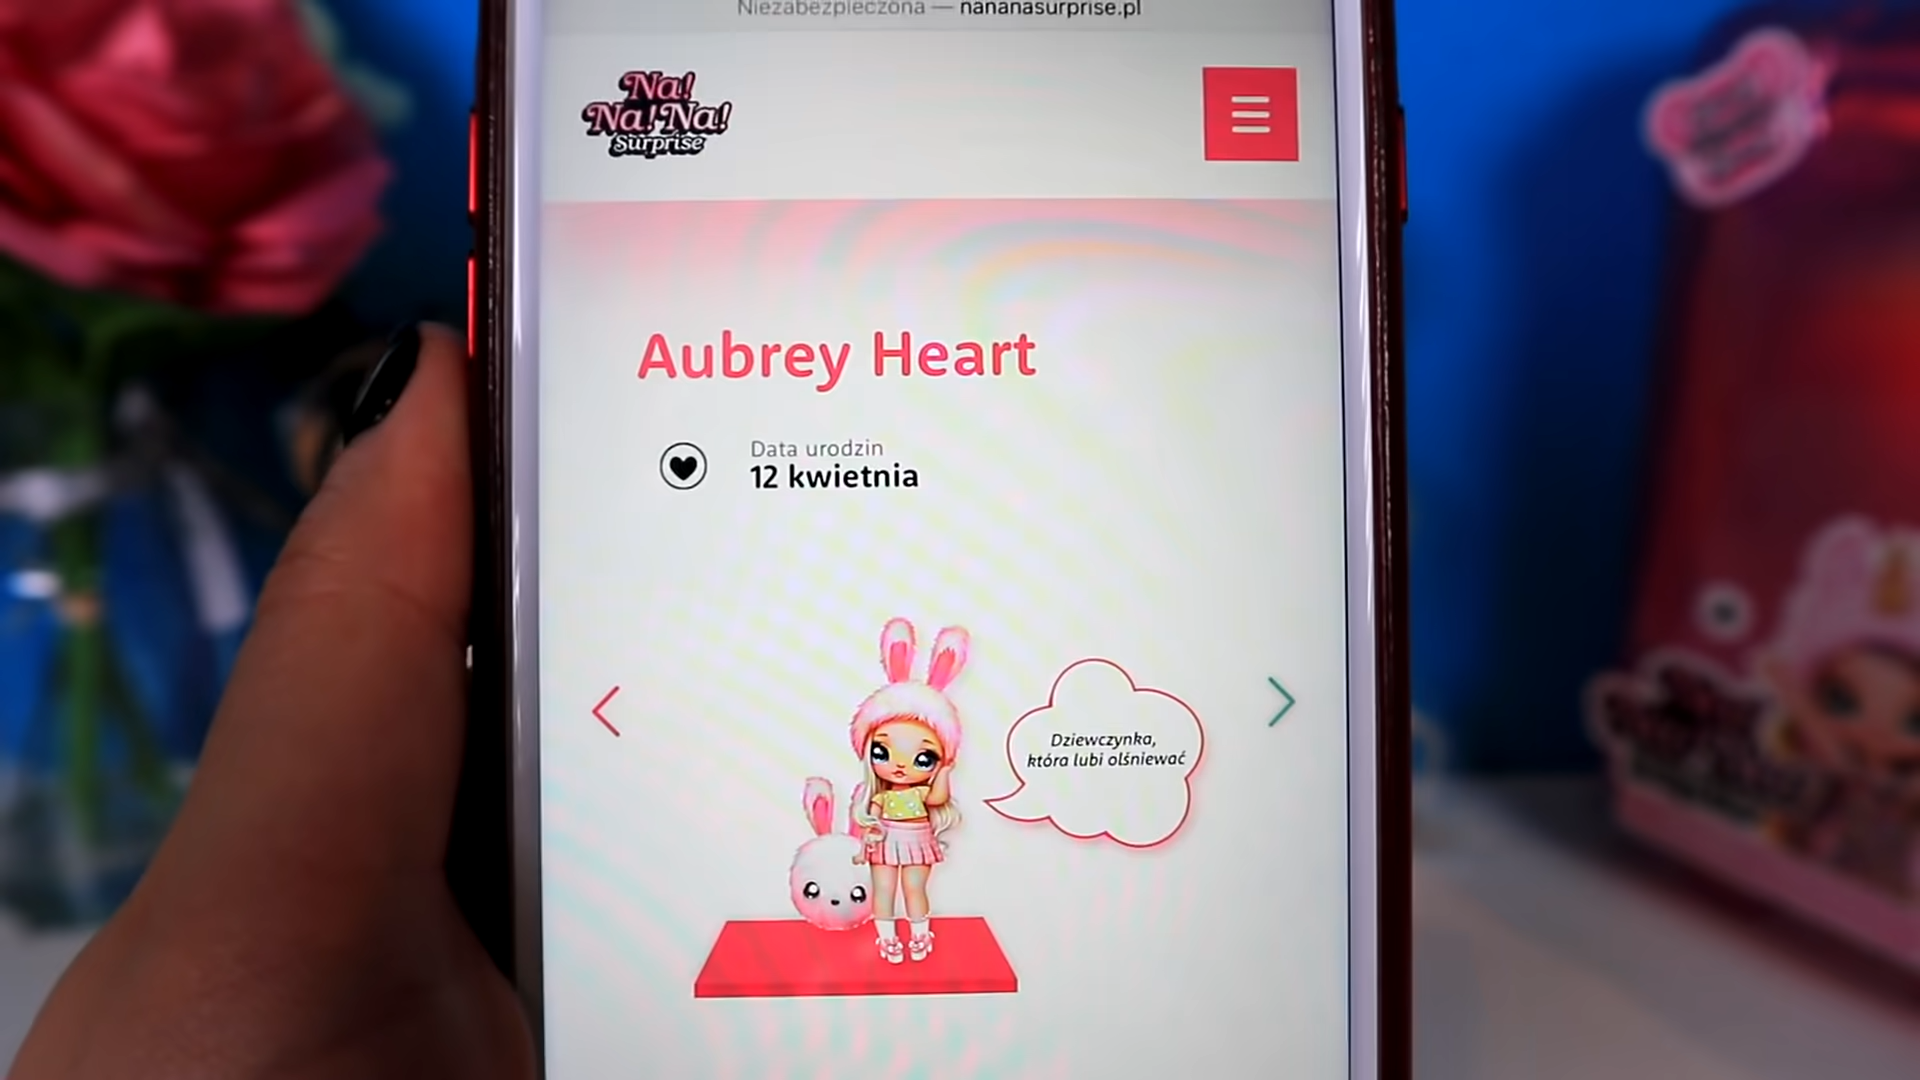 Niezabezpieczona — nananasurprise.pl
Na!
Na! Na!
Surprise
Aubrey Heart
Data urodzin
12 kwietnia
Dziewczynka,
która lubi olśniewać